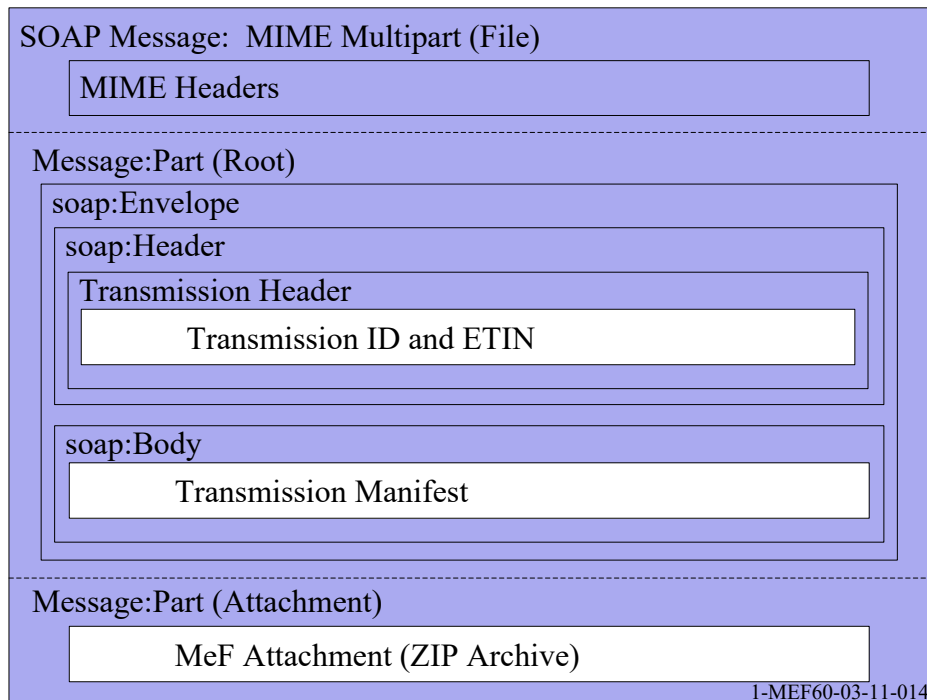 SOAP Message:  MIME Multipart (File)
MIME Headers
Message:Part (Root)
soap:Envelope
soap:Header
Transmission Header
Transmission ID and ETIN
soap:Body
Transmission Manifest
Message:Part (Attachment)
MeF Attachment (ZIP Archive)
1-MEF60-03-11-014